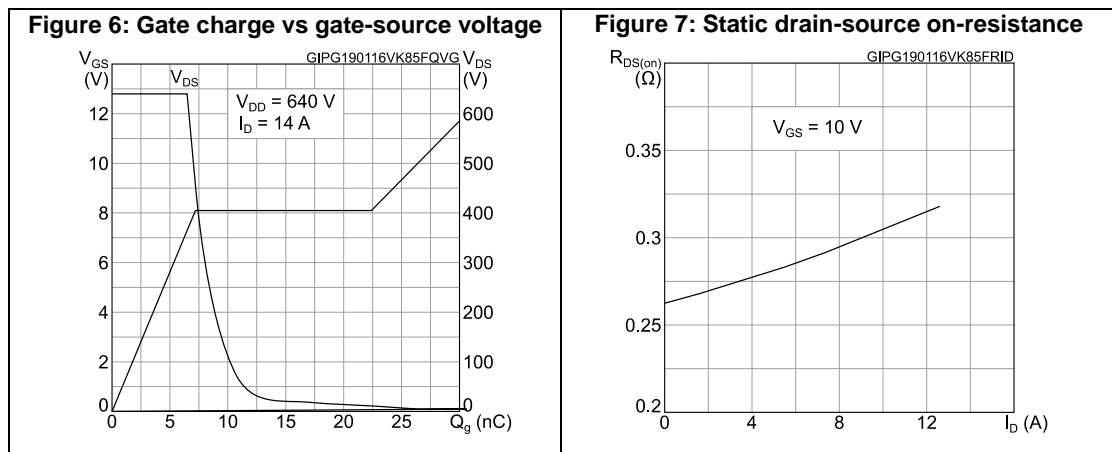 Figure 6: Gate charge vs gate-source voltage
V_GS
(V)
GIPG190116VK85FQVG
V_DS
(V)
V_DS
V_DD = 640 V
I_D = 14 A
12
10
8
6
4
2
0
600
500
400
300
200
100
0
0 5 10 15 20 25 Q_g (nC)
Figure 7: Static drain-source on-resistance
R_DS(on)
(Ω)
GIPG190116VK85FRID
V_GS = 10 V
0.35
0.3
0.25
0.2
0 4 8 12 I_D (A)